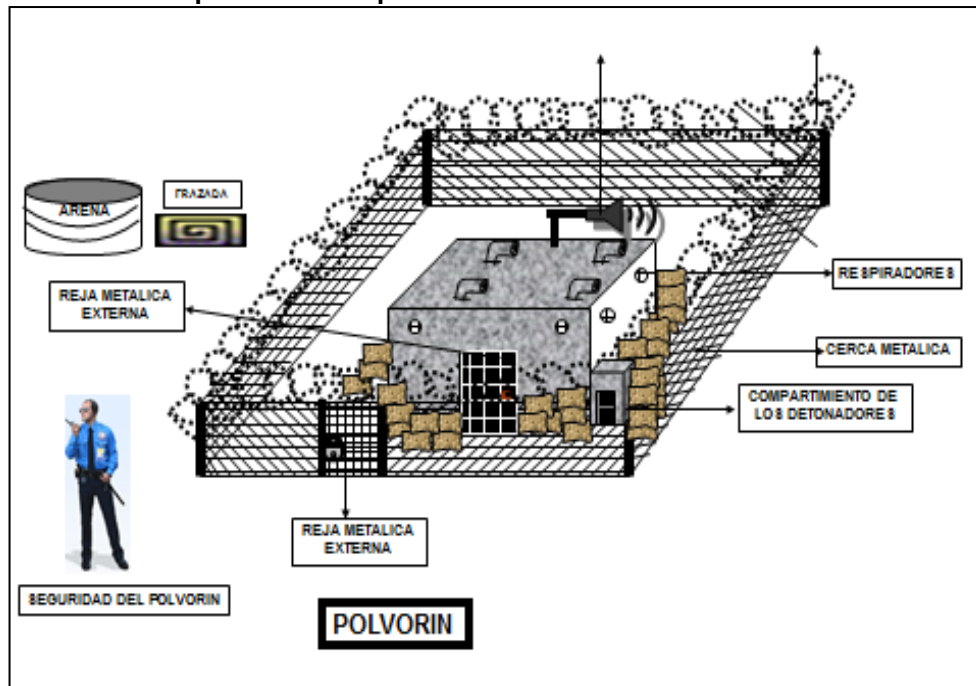 ARENA
FRAZADA
REJA METALICA
EXTERNA
RESPIRADORES
CERCA METALICA
COMPARTIMIENTO DE
LOS DETONADORES
REJA METALICA
EXTERNA
SEGURIDAD DEL POLVORIN
POLVORIN